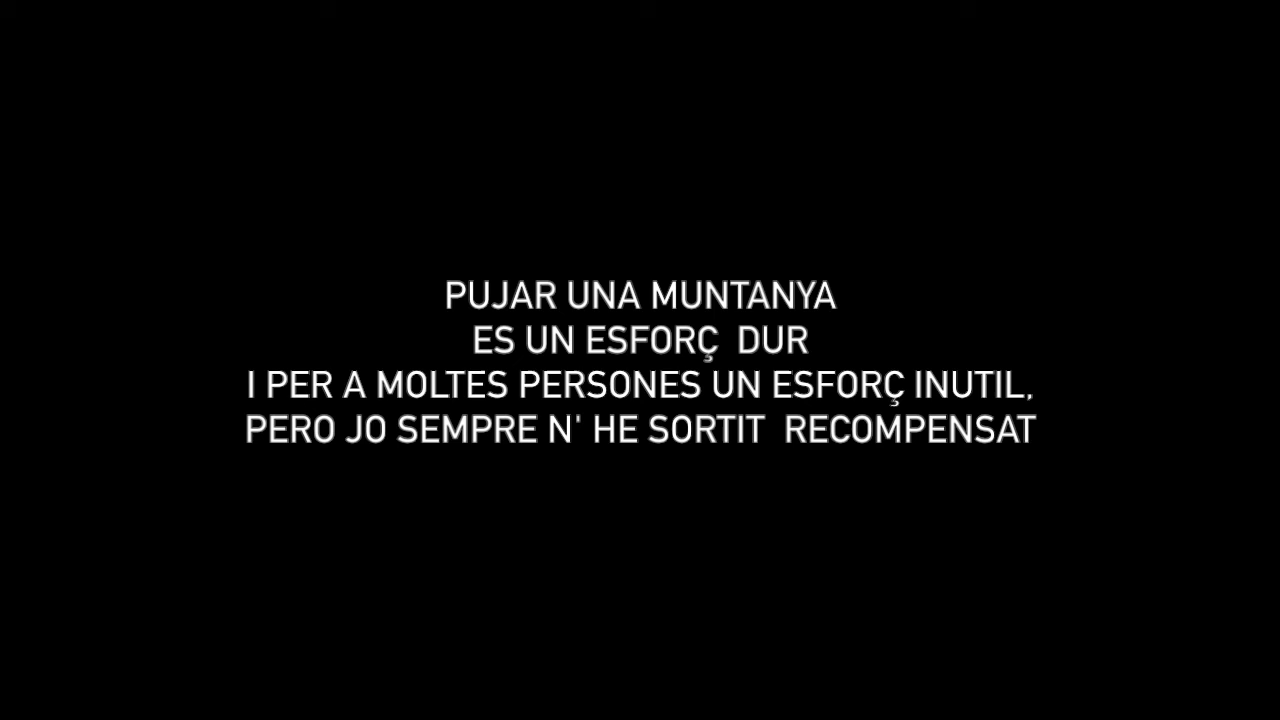 PUJAR UNA MUNTANYA
ES UN ESFORÇ  DUR
I PER A MOLTES PERSONES UN ESFORÇ INUTIL,
PERO JO SEMPRE N' HE SORTIT  RECOMPENSAT